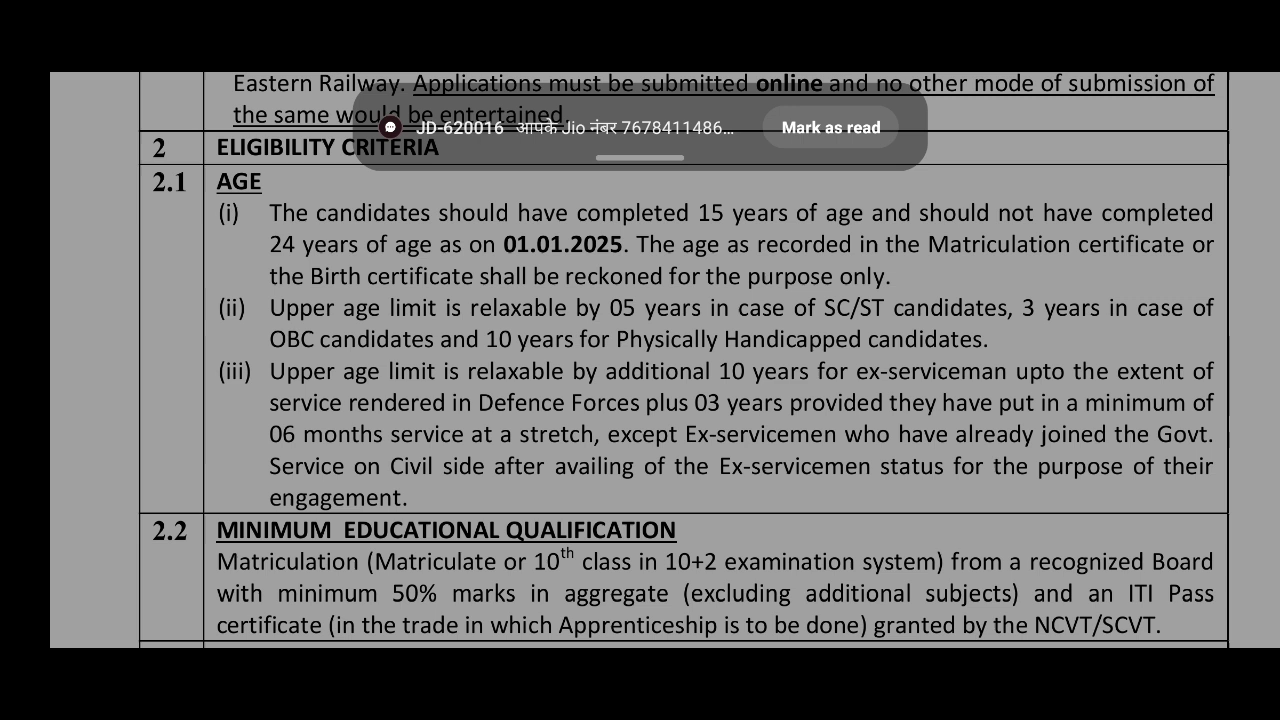 Eastern Railway. Applications must be submitted online and no other mode of submission of
the same would be entertained.
JD-620016 आपके Jio नंबर 7678411486... Mark as read
2 ELIGIBILITY CRITERIA
2.1 AGE
(i) The candidates should have completed 15 years of age and should not have completed
24 years of age as on 01.01.2025. The age as recorded in the Matriculation certificate or
the Birth certificate shall be reckoned for the purpose only.
(ii) Upper age limit is relaxable by 05 years in case of SC/ST candidates, 3 years in case of
OBC candidates and 10 years for Physically Handicapped candidates.
(iii) Upper age limit is relaxable by additional 10 years for ex-serviceman upto the extent of
service rendered in Defence Forces plus 03 years provided they have put in a minimum of
06 months service at a stretch, except Ex-servicemen who have already joined the Govt.
Service on Civil side after availing of the Ex-servicemen status for the purpose of their
engagement.
2.2 MINIMUM EDUCATIONAL QUALIFICATION
Matriculation (Matriculate or 10th class in 10+2 examination system) from a recognized Board
with minimum 50% marks in aggregate (excluding additional subjects) and an ITI Pass
certificate (in the trade in which Apprenticeship is to be done) granted by the NCVT/SCVT.